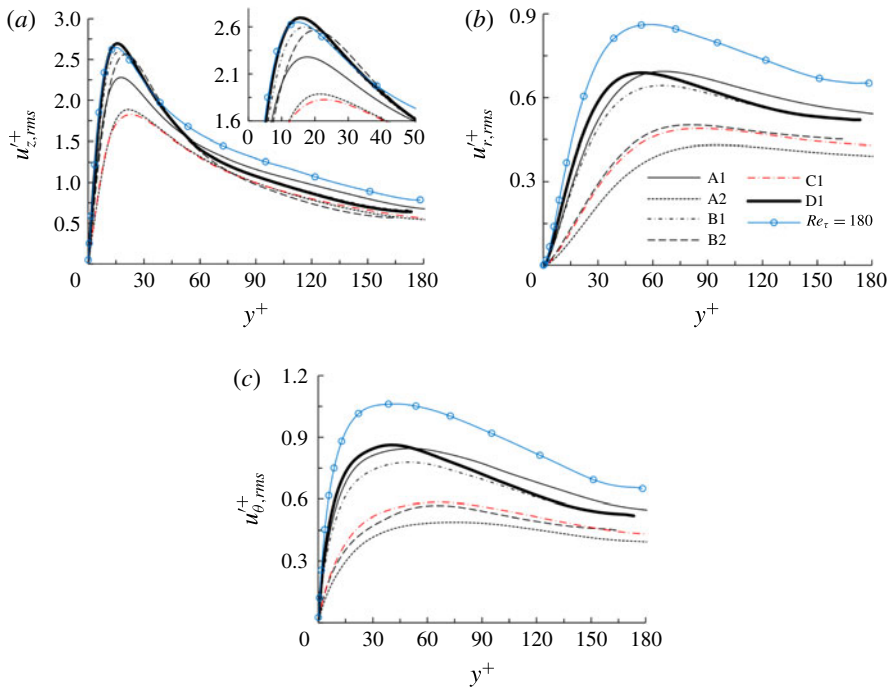 (a)
3.0
2.5
2.0
1.5
1.0
0.5
0 30 60 90 120 150 180
u′+z,rms
y+
2.6
2.1
1.6
10 20 30 40 50
(b)
0.9
0.6
0.3
0 30 60 90 120 150 180
u′+r,rms
y+
A1
A2
B1
B2
C1
D1
Reτ = 180
(c)
1.2
0.9
0.6
0.3
0 30 60 90 120 150 180
u′+θ,rms
y+